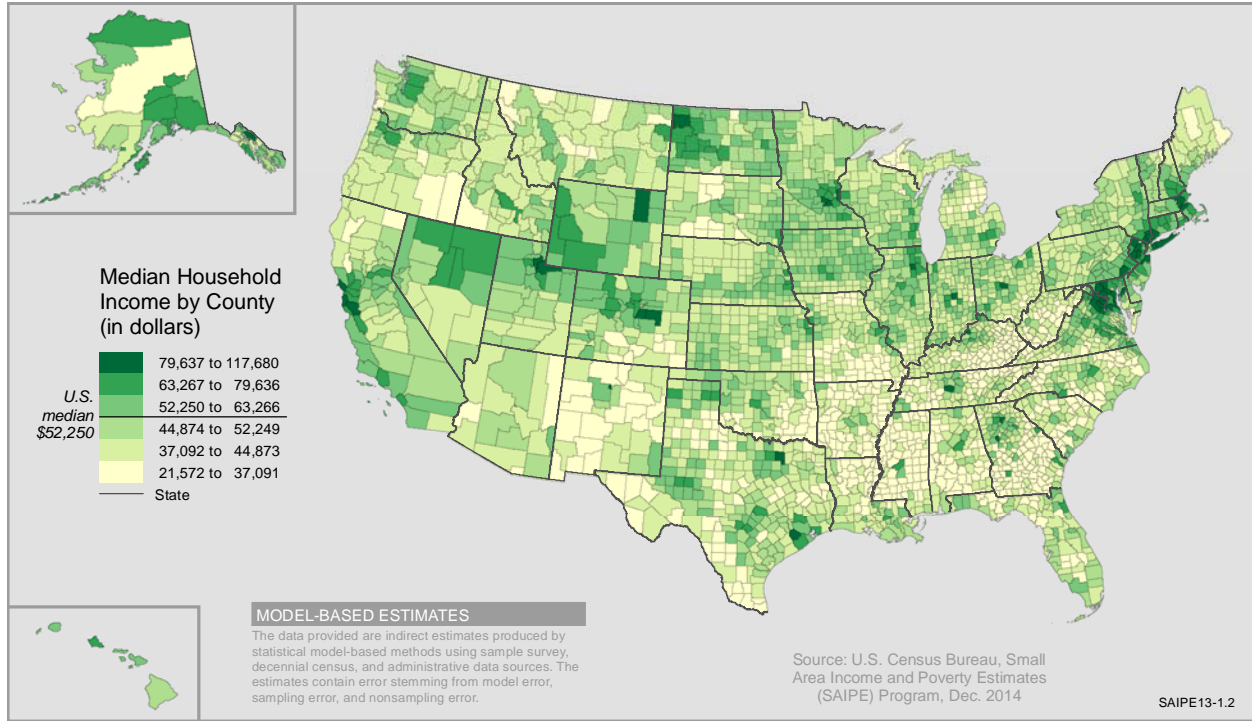 Median Household
Income by County
(in dollars)
79,637 to 117,680
63,267 to 79,636
52,250 to 63,266
44,874 to 52,249
37,092 to 44,873
21,572 to 37,091
State
U.S.
median
$52,250
MODEL-BASED ESTIMATES
The data provided are indirect estimates produced by
statistical model-based methods using sample survey,
decennial census, and administrative data sources. The
estimates contain error stemming from model error,
sampling error, and nonsampling error.
Source: U.S. Census Bureau, Small
Area Income and Poverty Estimates
(SAIPE) Program, Dec. 2014
SAIPE13-1.2